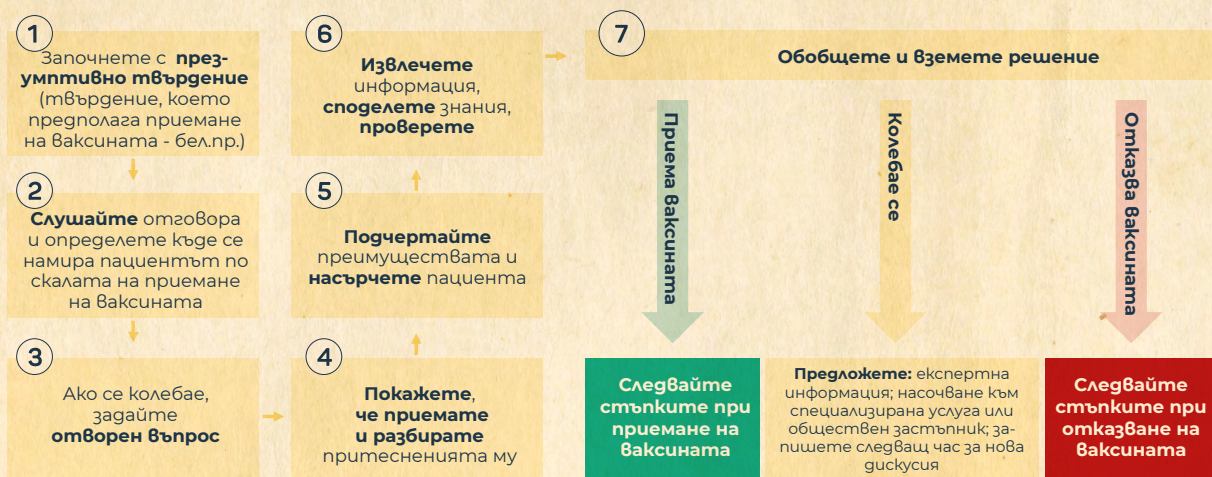 1
Започнете с през-
умптивно твърдение
(твърдение, което
предполага приемане
на ваксината - бел.пр.)
2
Слушайте отговора
и определете къде се
намира пациентът по
скалата на приемане
на ваксината
3
Ако се колебае,
задайте
отворен въпрос
4
Покажете,
че приемате
и разбирате
притесненията му
5
Подчертайте
преимуществата и
насърчете пациента
6
Извлечете
информация,
споделете знания,
проверете
7
Обобщете и вземете решение
Приема ваксината
Следвайте
стъпките при
приемане на
ваксината
Колебае се
Предложете: експертна
информация; насочване към
специализирана услуга или
обществен застъпник; за-
пишете следващ час за нова
дискусия
Отказва ваксината
Следвайте
стъпките при
отказване на
ваксината